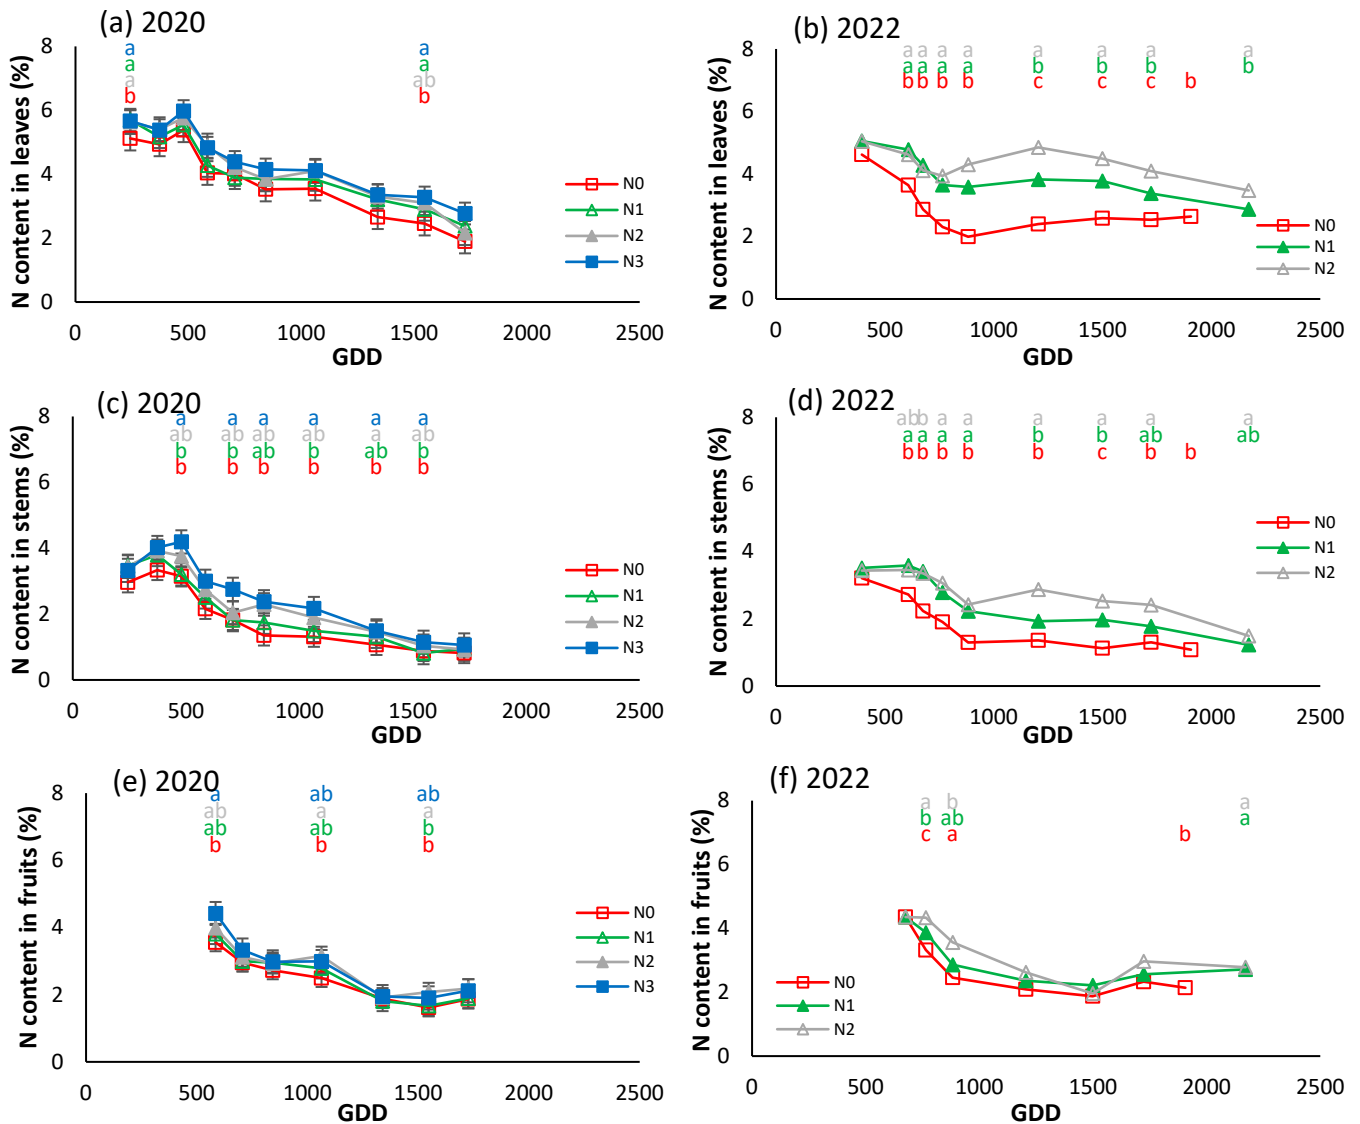 (a) 2020
N content in leaves (%)
8
6
4
2
0
a a
a a
a ab
b b
N0
N1
N2
N3
0 500 1000 1500 2000 2500
GDD
(b) 2022
N content in leaves (%)
8
6
4
2
0
a a a a a a a a
a a a a b b b b
b b b b c c c b
N0
N1
N2
0 500 1000 1500 2000 2500
GDD
(c) 2020
N content in stems (%)
8
6
4
2
0
a a a a a a
ab ab ab ab a ab
b b ab b ab b
b b b b b b
N0
N1
N2
N3
0 500 1000 1500 2000 2500
GDD
(d) 2022
N content in stems (%)
8
6
4
2
0
ab b a a a a a a
a a a a b b ab ab
b b b b b c b b
N0
N1
N2
0 500 1000 1500 2000 2500
GDD
(e) 2020
N content in fruits (%)
8
6
4
2
0
a ab ab
ab a a
ab ab b
b b b
N0
N1
N2
N3
0 500 1000 1500 2000 2500
GDD
(f) 2022
N content in fruits (%)
8
6
4
2
0
a b a
b ab a
c a b
N0
N1
N2
0 500 1000 1500 2000 2500
GDD